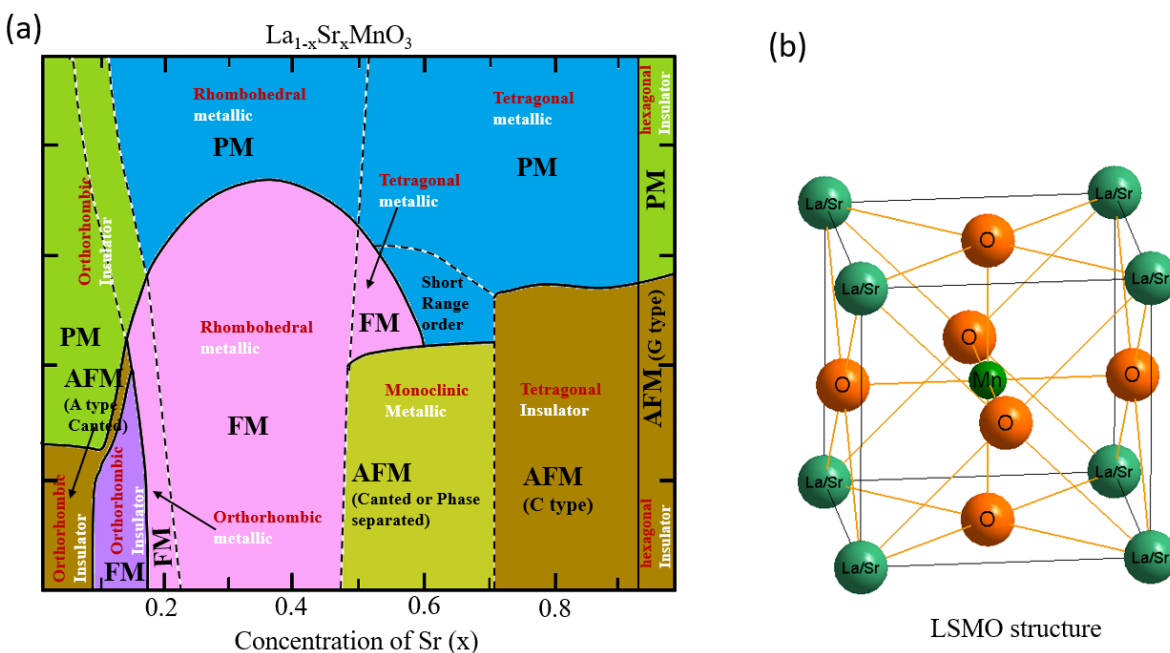 (a)
La1-xSrxMnO3
(b)
Rhombohedral
metallic
PM
Tetragonal
metallic
PM
hexagonal
Insulator
PM
Tetragonal
metallic
Orthorhombic
Insulator
PM
Short
Range
order
FM
Rhombohedral
metallic
FM
AFM
(A type
Canted)
Monoclinic
Metallic
AFM
(Canted or Phase
separated)
Tetragonal
Insulator
AFM
(C type)
AFM (G type)
hexagonal
Insulator
Orthorhombic
Insulator
Orthorhombic
Insulator
FM
FM
Orthorhombic
metallic
0.2
0.4
0.6
0.8
Concentration of Sr (x)
La/Sr
La/Sr
O
La/Sr
La/Sr
O
O
Mn
O
O
La/Sr
La/Sr
O
La/Sr
La/Sr
LSMO structure